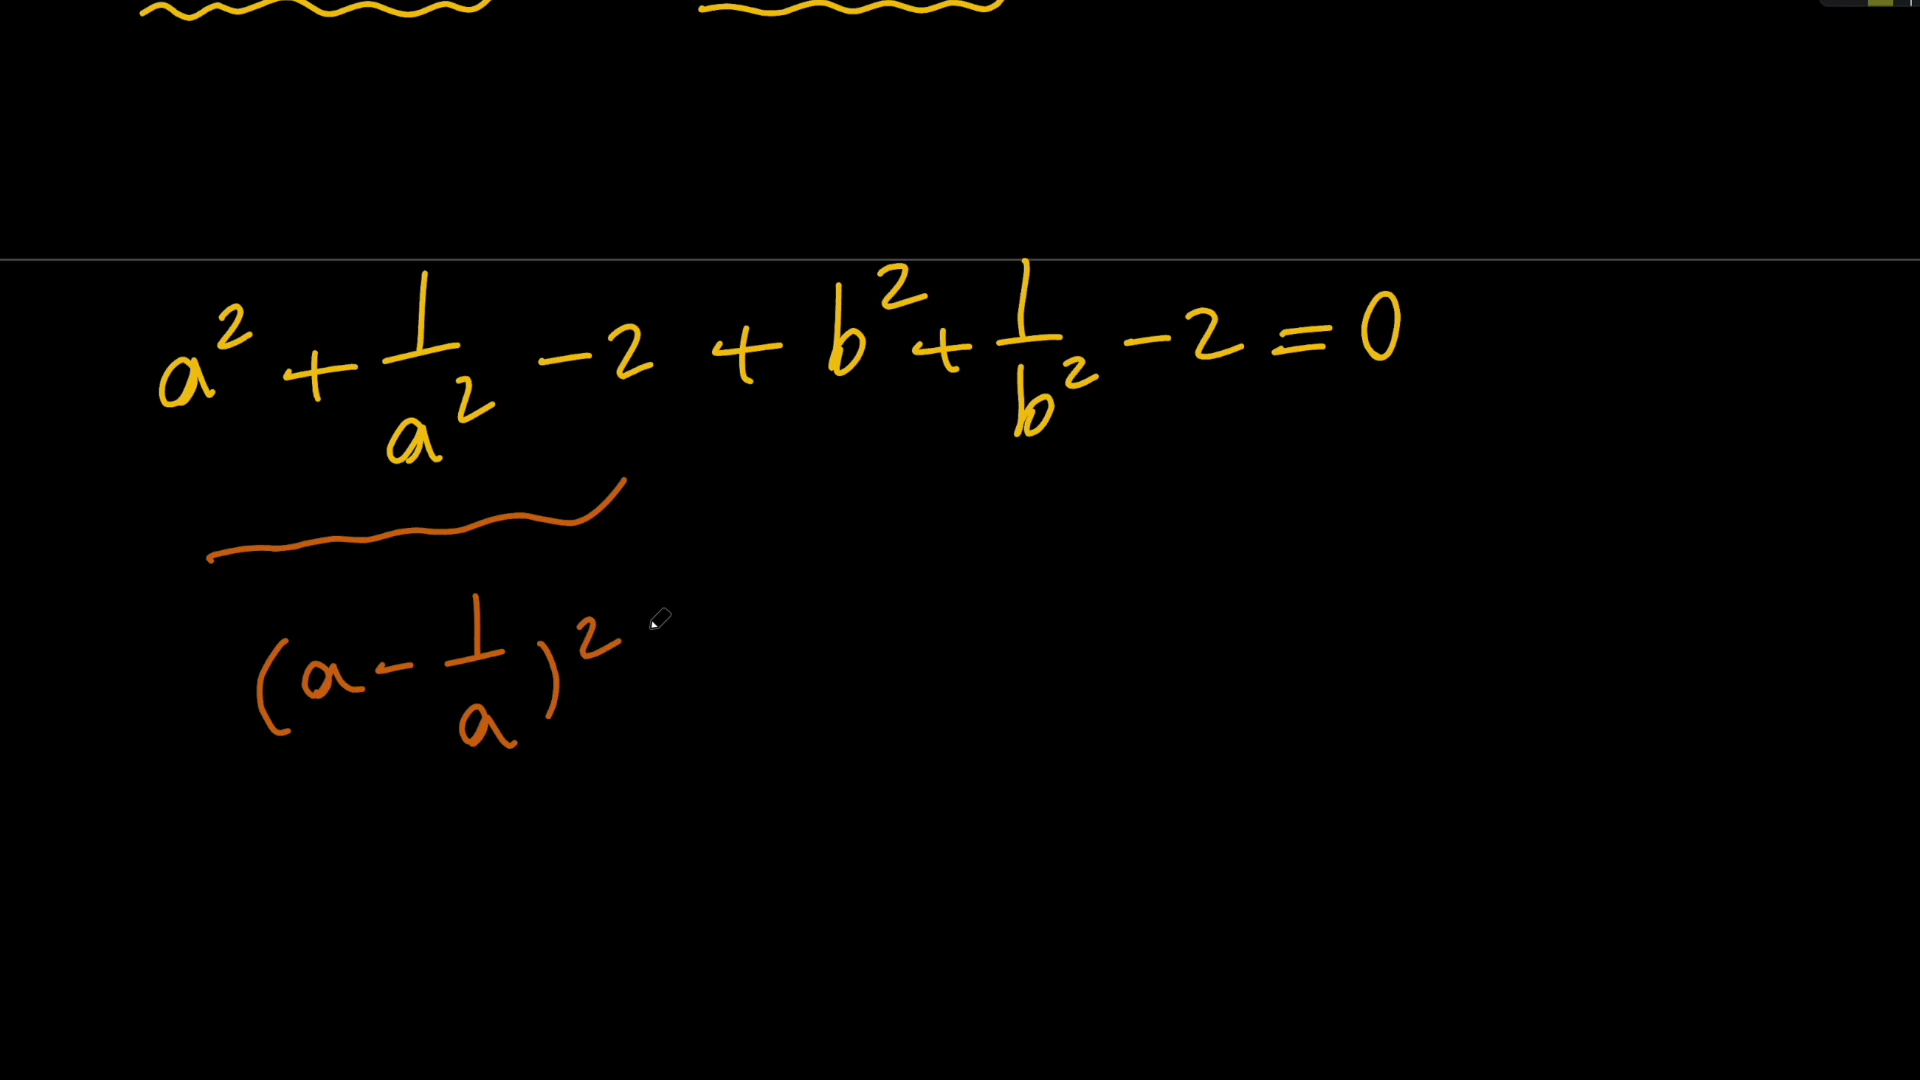 a² + 1/a² - 2 + b² + 1/b² - 2 = 0
(a - 1/a)²